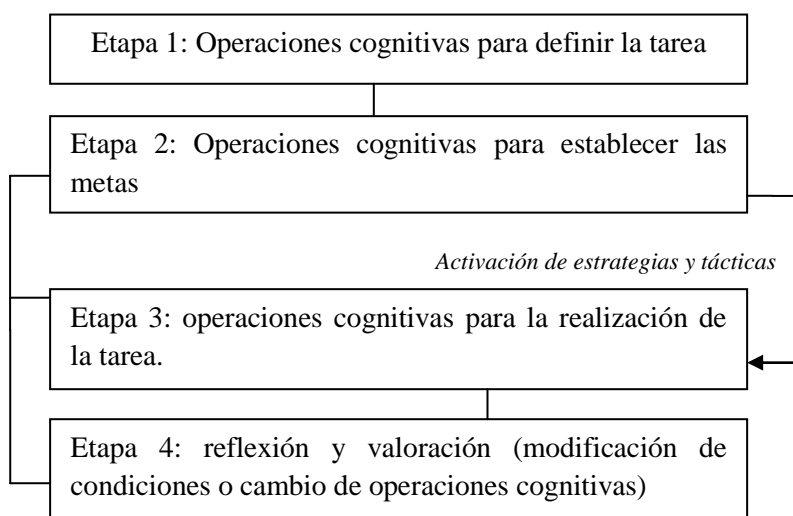 Etapa 1: Operaciones cognitivas para definir la tarea
Etapa 2: Operaciones cognitivas para establecer las
metas
Activación de estrategias y tácticas
Etapa 3: operaciones cognitivas para la realización de
la tarea.
Etapa 4: reflexión y valoración (modificación de
condiciones o cambio de operaciones cognitivas)